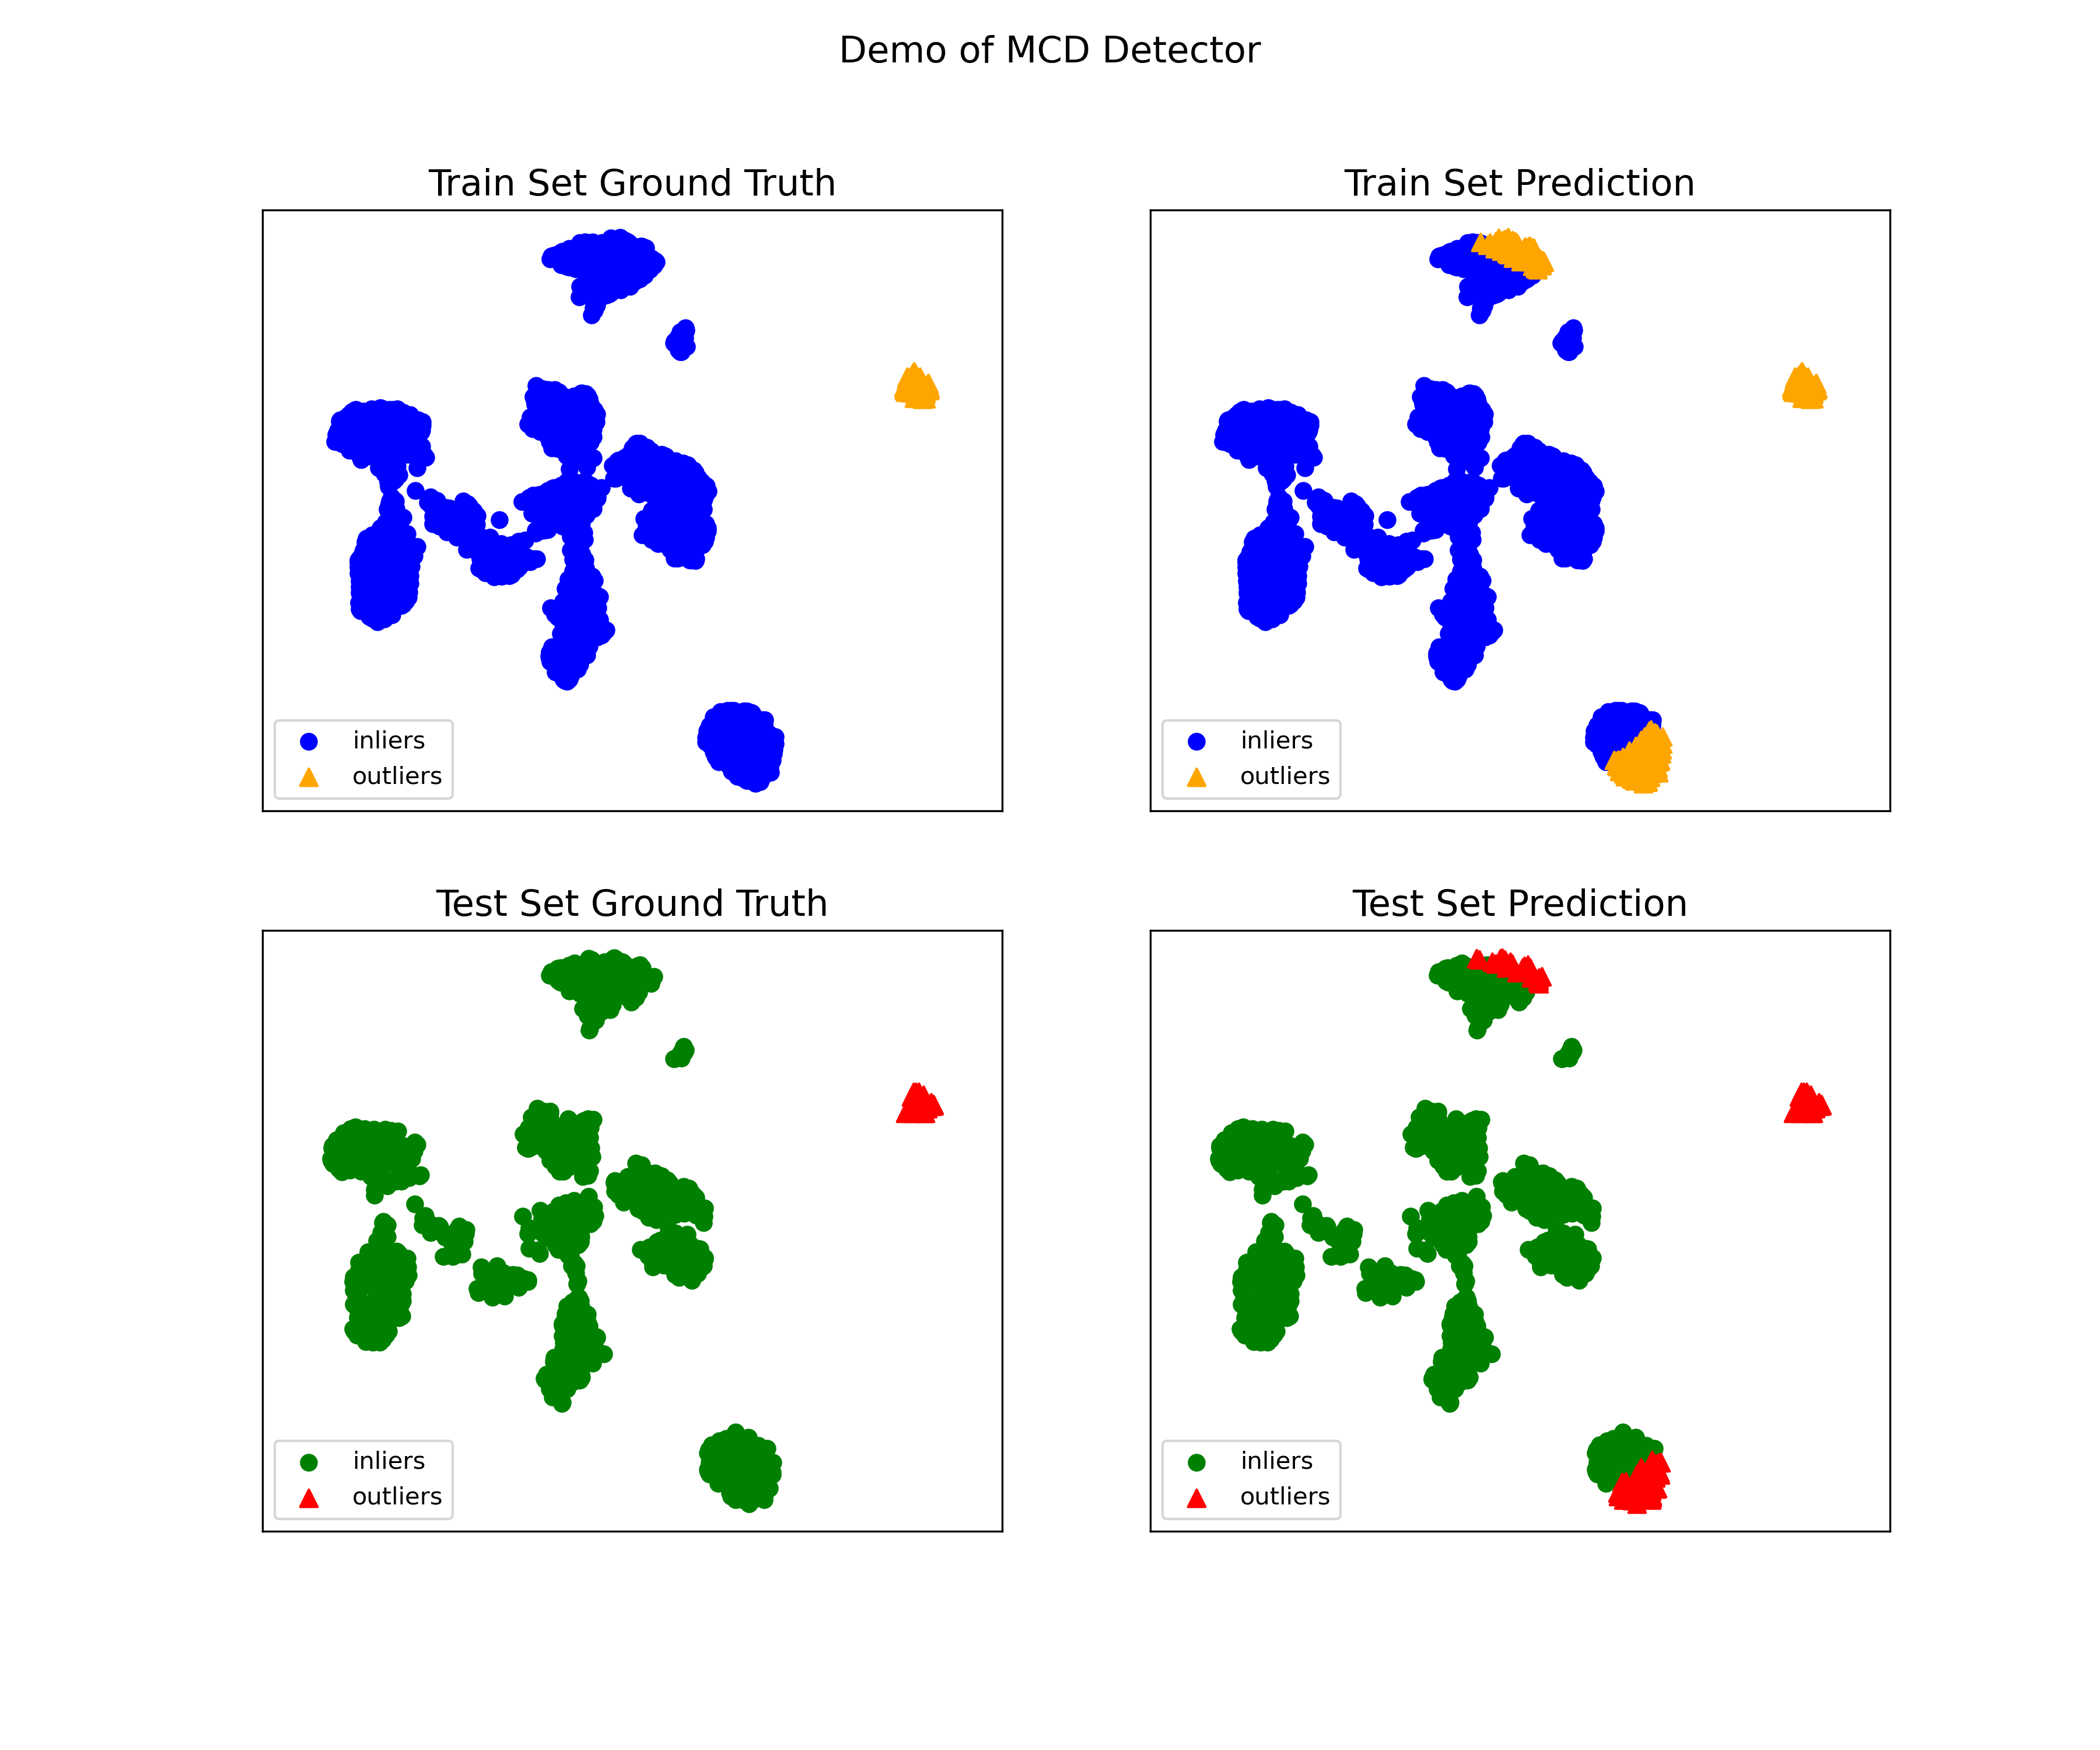 Demo of MCD Detector
Train Set Ground Truth
Train Set Prediction
inliers
outliers
inliers
outliers
Test Set Ground Truth
Test Set Prediction
inliers
outliers
inliers
outliers